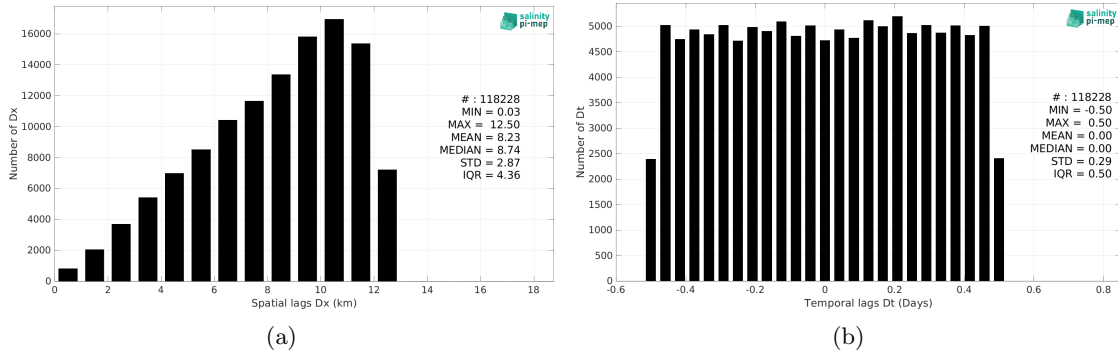 salinity
pi-mep
16000
14000
12000
10000
8000
6000
4000
2000
0
Number of Dx
# : 118228
MIN = 0.03
MAX = 12.50
MEAN = 8.23
MEDIAN = 8.74
STD = 2.87
IQR = 4.36
0 2 4 6 8 10 12 14 16 18
Spatial lags Dx (km)
(a)
salinity
pi-mep
5000
4500
4000
3500
3000
2500
2000
1500
1000
500
0
Number of Dt
# : 118228
MIN = -0.50
MAX = 0.50
MEAN = 0.00
MEDIAN = 0.00
STD = 0.29
IQR = 0.50
-0.6 -0.4 -0.2 0 0.2 0.4 0.6 0.8
Temporal lags Dt (Days)
(b)